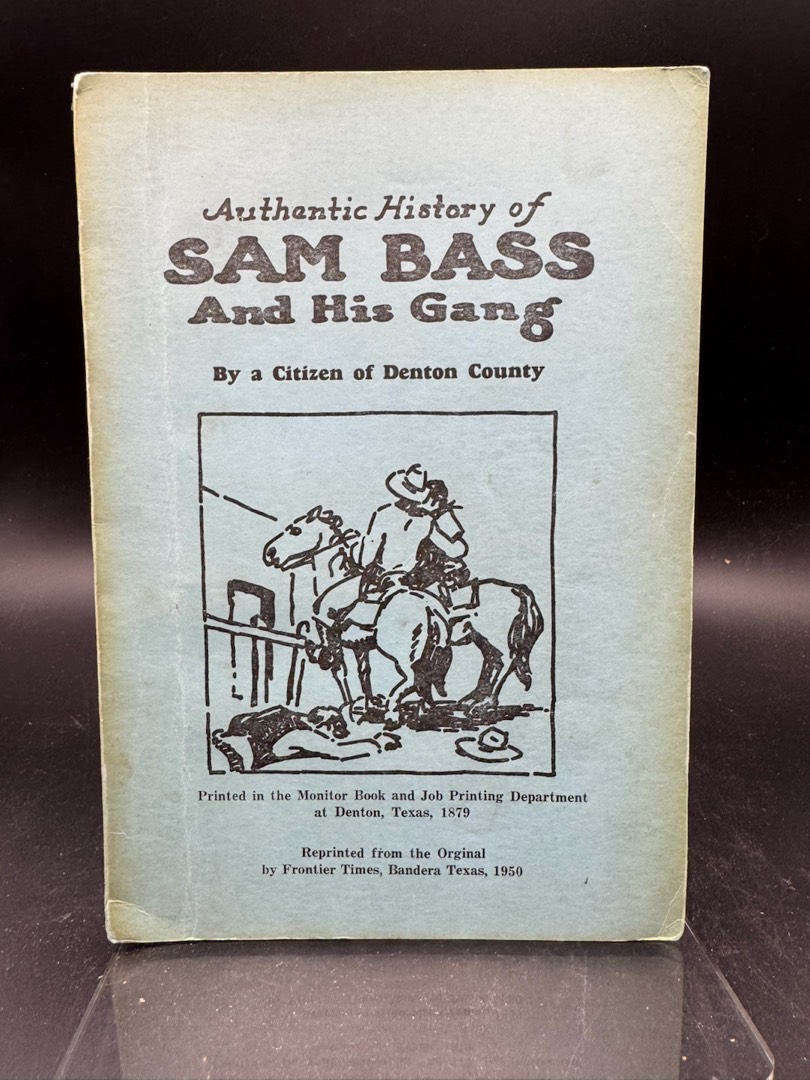 Authentic History of
SAM BASS
And His Gang
By a Citizen of Denton County
Printed in the Monitor Book and Job Printing Department
at Denton, Texas, 1879
Reprinted from the Orginal
by Frontier Times, Bandera Texas, 1950